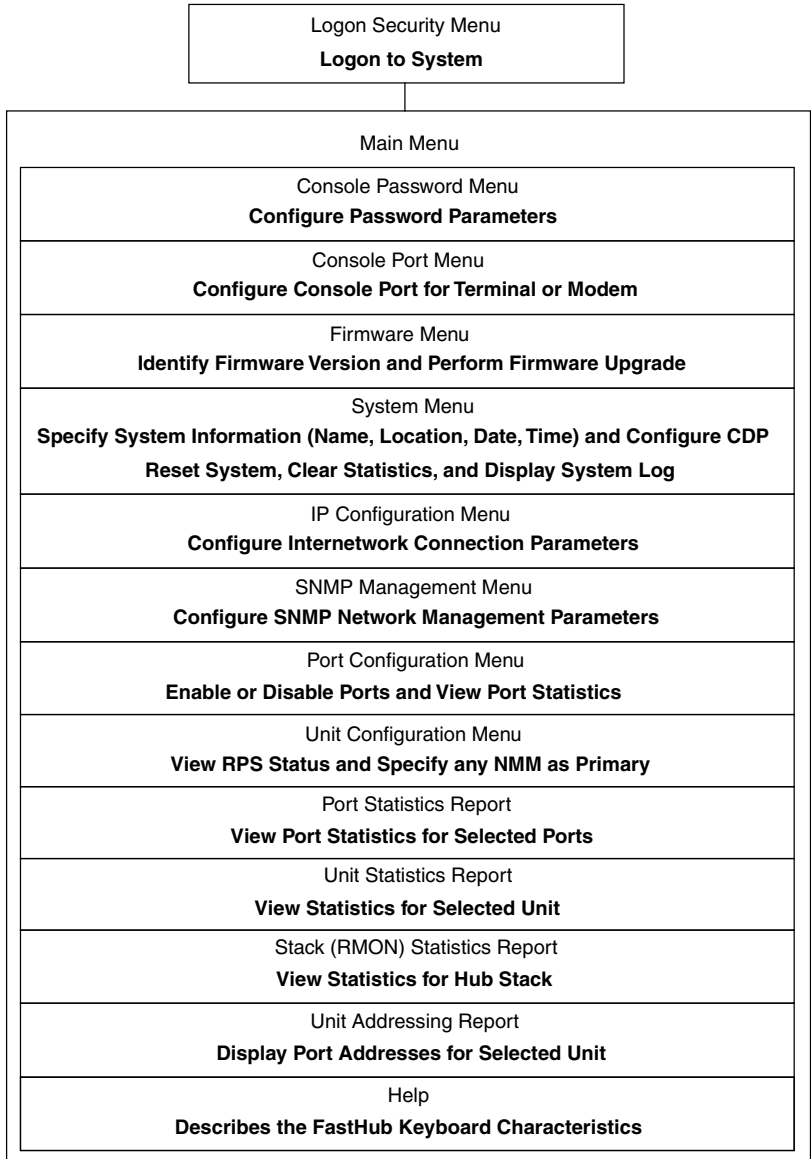 Logon Security Menu
Logon to System
Main Menu
Console Password Menu
Configure Password Parameters
Console Port Menu
Configure Console Port for Terminal or Modem
Firmware Menu
Identify Firmware Version and Perform Firmware Upgrade
System Menu
Specify System Information (Name, Location, Date, Time) and Configure CDP
Reset System, Clear Statistics, and Display System Log
IP Configuration Menu
Configure Internetwork Connection Parameters
SNMP Management Menu
Configure SNMP Network Management Parameters
Port Configuration Menu
Enable or Disable Ports and View Port Statistics
Unit Configuration Menu
View RPS Status and Specify any NMM as Primary
Port Statistics Report
View Port Statistics for Selected Ports
Unit Statistics Report
View Statistics for Selected Unit
Stack (RMON) Statistics Report
View Statistics for Hub Stack
Unit Addressing Report
Display Port Addresses for Selected Unit
Help
Describes the FastHub Keyboard Characteristics